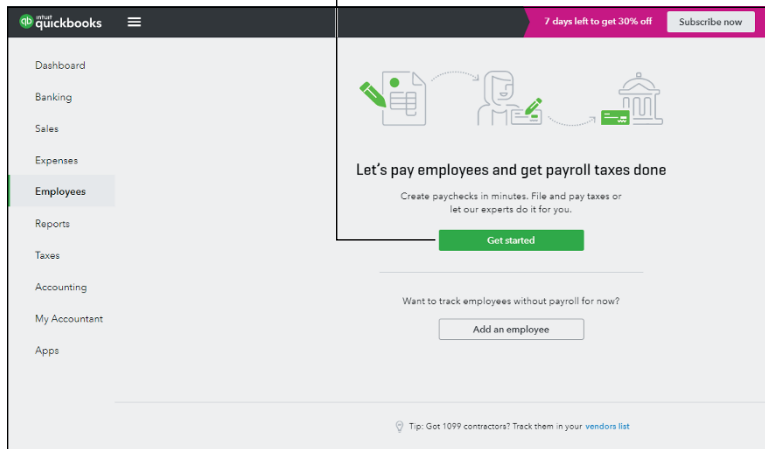 qb intuit quickbooks
7 days left to get 30% off
Subscribe now
Dashboard
Banking
Sales
Expenses
Employees
Reports
Taxes
Accounting
My Accountant
Apps
Let's pay employees and get payroll taxes done
Create paychecks in minutes. File and pay taxes or
let our experts do it for you.
Get started
Want to track employees without payroll for now?
Add an employee
Tip: Got 1099 contractors? Track them in your vendors list